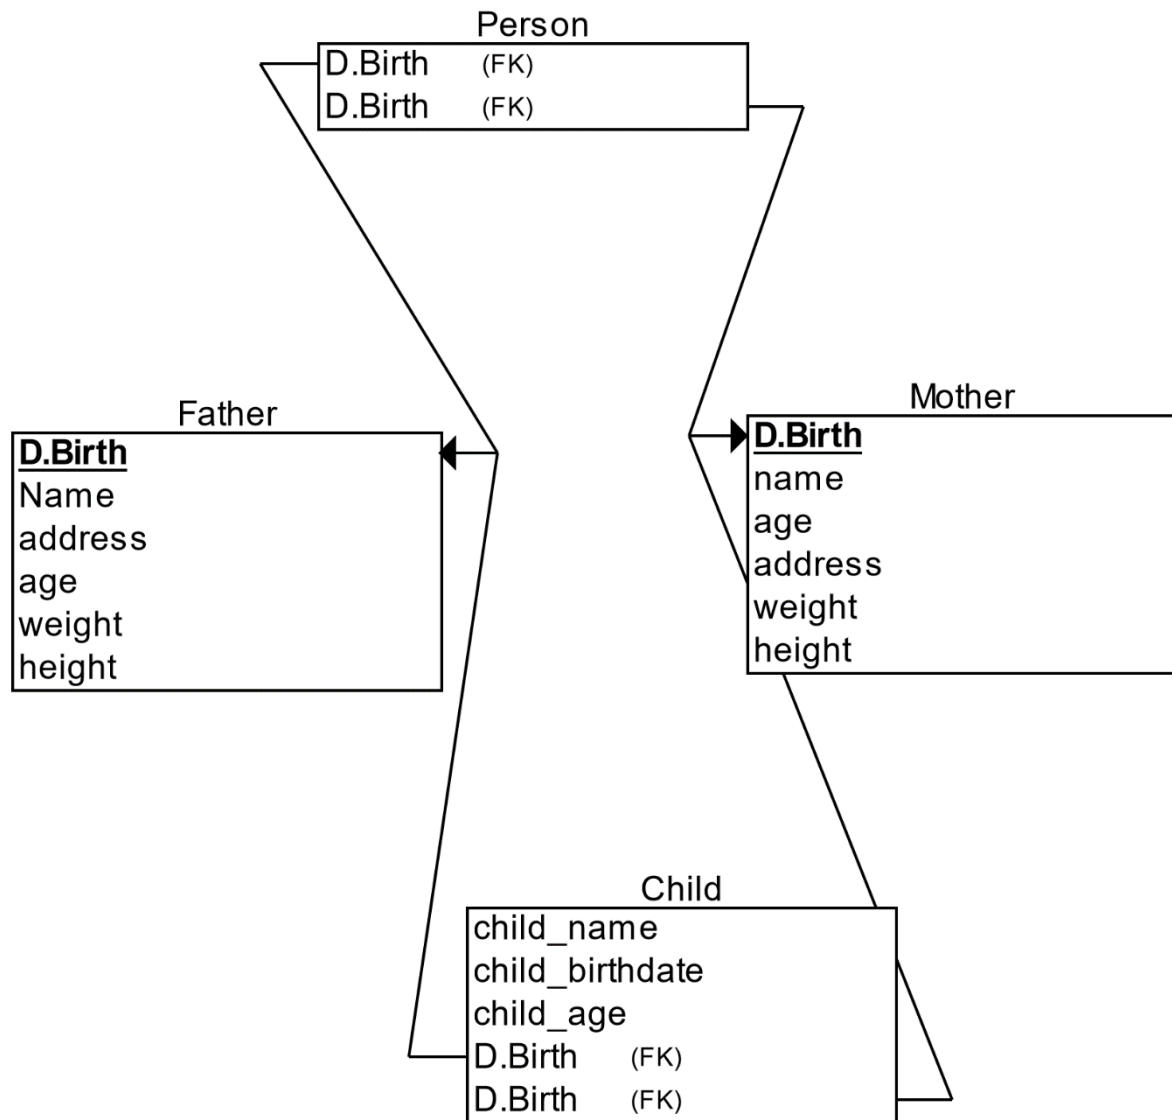 Person
D.Birth (FK)
D.Birth (FK)
Father
D.Birth
Name
address
age
weight
height
Mother
D.Birth
name
age
address
weight
height
Child
child_name
child_birthdate
child_age
D.Birth (FK)
D.Birth (FK)